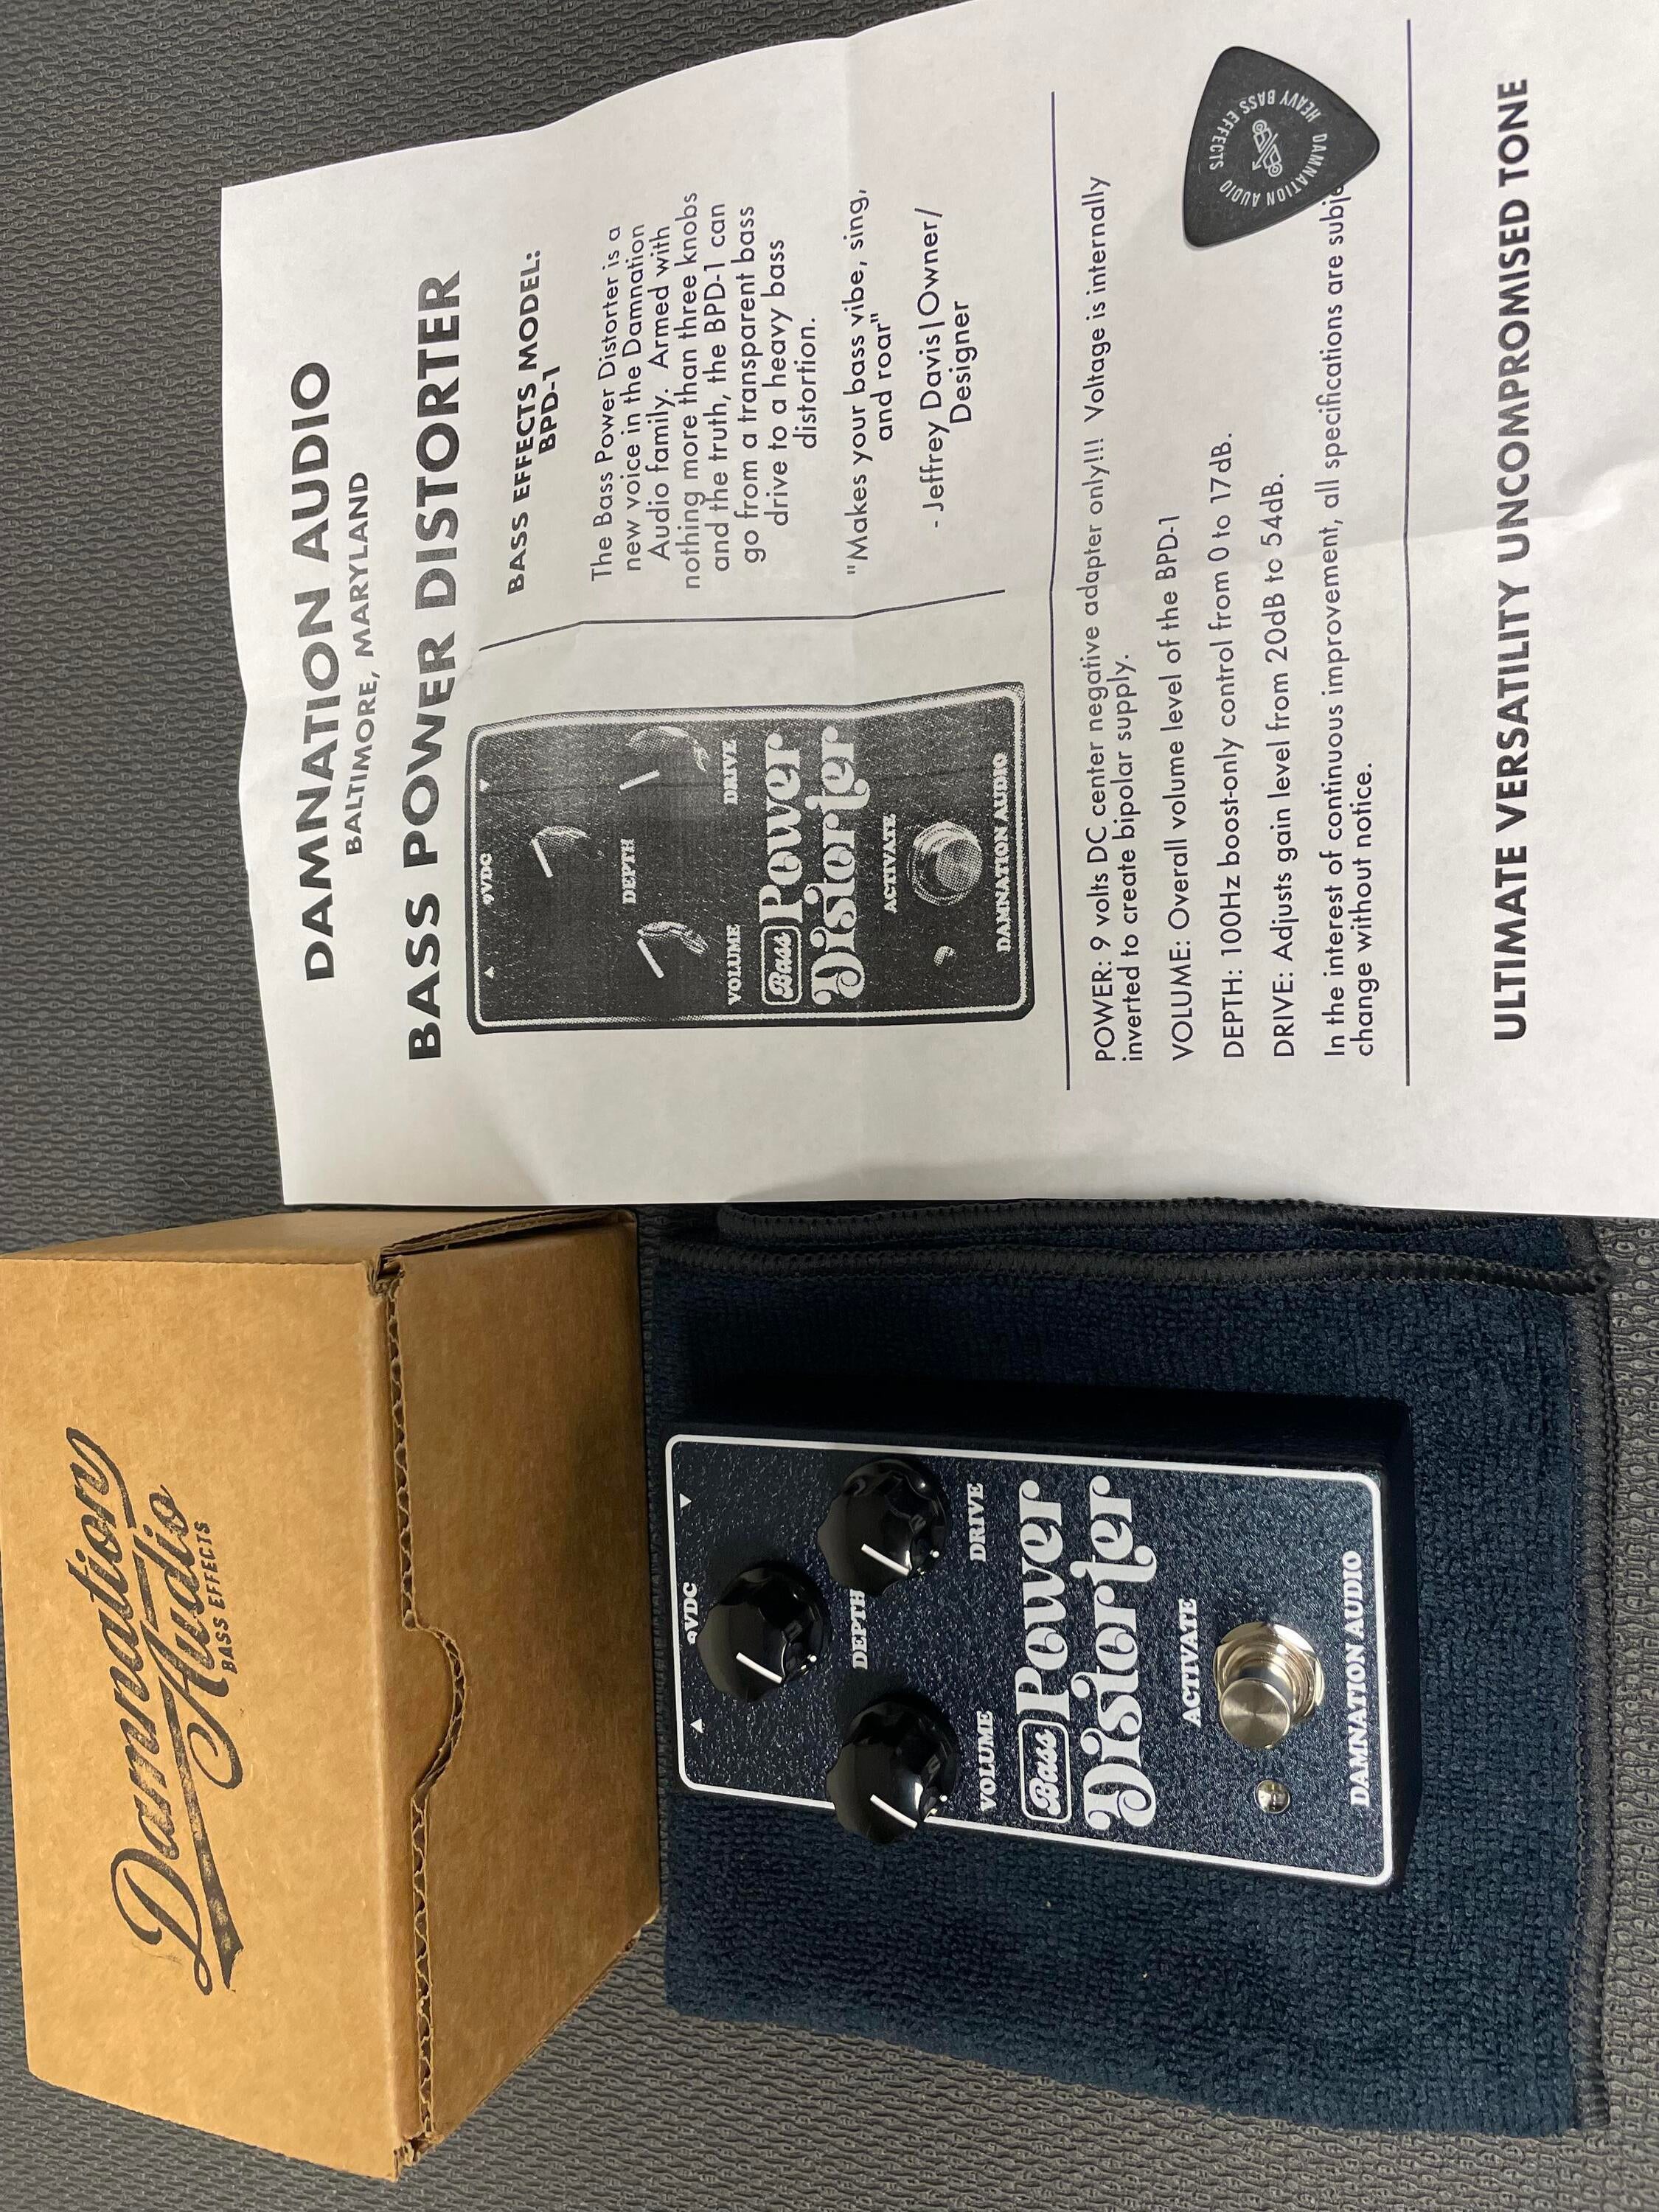 Damnation
Audio
BASS EFFECTS
9VDC
DEPTH
VOLUME
DRIVE
Bass Power
Distorter
ACTIVATE
DAMNATION AUDIO
DAMNATION AUDIO
BALTIMORE, MARYLAND
BASS POWER DISTORTER
9VDC
DEPTH
VOLUME
DRIVE
Bass Power
Distorter
ACTIVATE
DAMNATION AUDIO
BASS EFFECTS MODEL:
BPD-1
The Bass Power Distorter is a
new voice in the Damnation
Audio family. Armed with
nothing more than three knobs
and the truth, the BPD-1 can
go from a transparent bass
drive to a heavy bass
distortion.
"Makes your bass vibe, sing,
and roar"
- Jeffrey Davis|Owner/
Designer
POWER: 9 volts DC center negative adapter only!!! Voltage is internally
inverted to create bipolar supply.
VOLUME: Overall volume level of the BPD-1
DEPTH: 100Hz boost-only control from 0 to 17dB.
DRIVE: Adjusts gain level from 20dB to 54dB.
In the interest of continuous improvement, all specifications are
change without notice.
DAMNATION AUDIO
HEAVY BASS EFFECTS
ULTIMATE VERSATILITY UNCOMPROMISED TONE